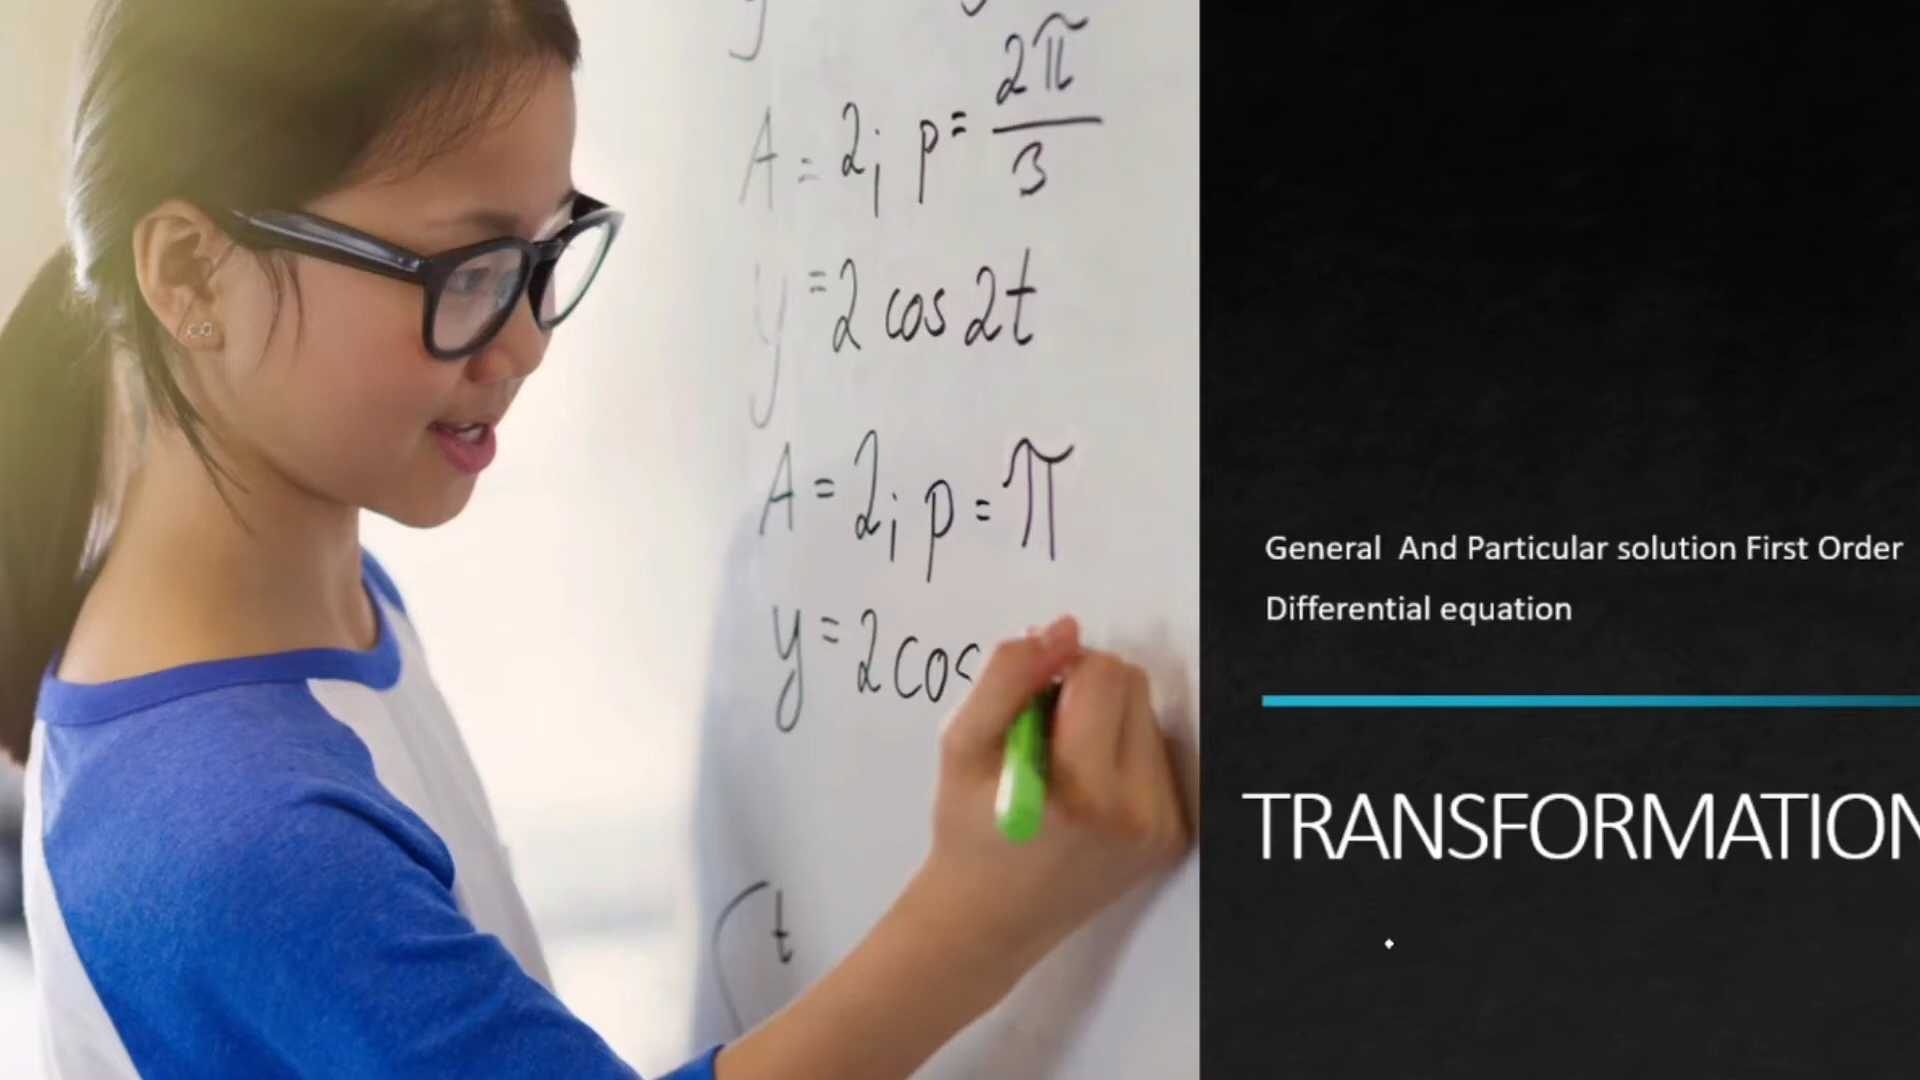 A = 2; p = 2π/3
y = 2 cos 2t
A = 2; p = π
y = 2 cos
t
General And Particular solution First Order
Differential equation
TRANSFORMATION